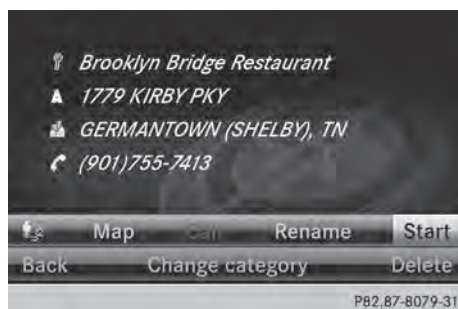 Brooklyn Bridge Restaurant
A 1779 KIRBY PKY
GERMANTOWN (SHELBY), TN
(901)755-7413
Map Call Rename Start
Back Change category Delete
P82.87-8079-31